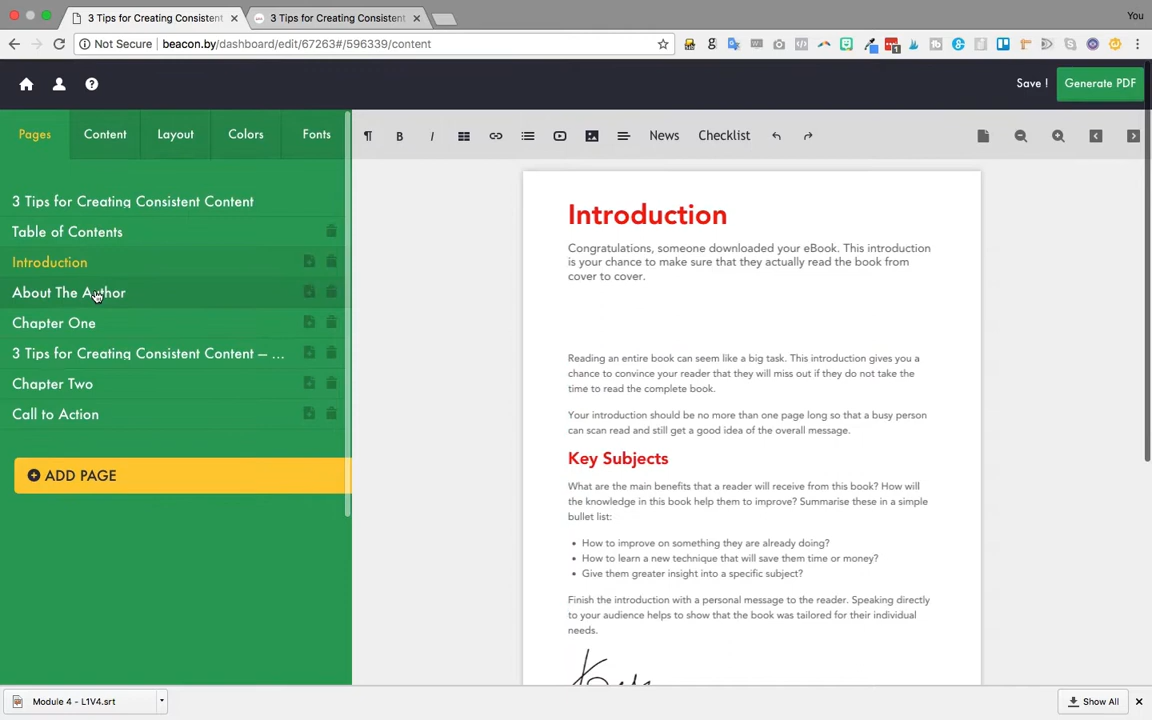 3 Tips for Creating Consistent
3 Tips for Creating Consistent
You
Not Secure
beacon.by/dashboard/edit/67263#/596339/content
Save !
Generate PDF
Pages
Content
Layout
Colors
Fonts
News
Checklist
3 Tips for Creating Consistent Content
Table of Contents
Introduction
About The Author
Chapter One
3 Tips for Creating Consistent Content – ...
Chapter Two
Call to Action
ADD PAGE
Introduction
Congratulations, someone downloaded your eBook. This introduction
is your chance to make sure that they actually read the book from
cover to cover.
Reading an entire book can seem like a big task. This introduction gives you a
chance to convince your reader that they will miss out if they do not take the
time to read the complete book.
Your introduction should be no more than one page long so that a busy person
can scan read and still get a good idea of the overall message.
Key Subjects
What are the main benefits that a reader will receive from this book? How will
the knowledge in this book help them to improve? Summarise these in a simple
bullet list:
• How to improve on something they are already doing?
• How to learn a new technique that will save them time or money?
• Give them greater insight into a specific subject?
Finish the introduction with a personal message to the reader. Speaking directly
to your audience helps to show that the book was tailored for their individual
needs.
Module 4 - L1V4.srt
Show All